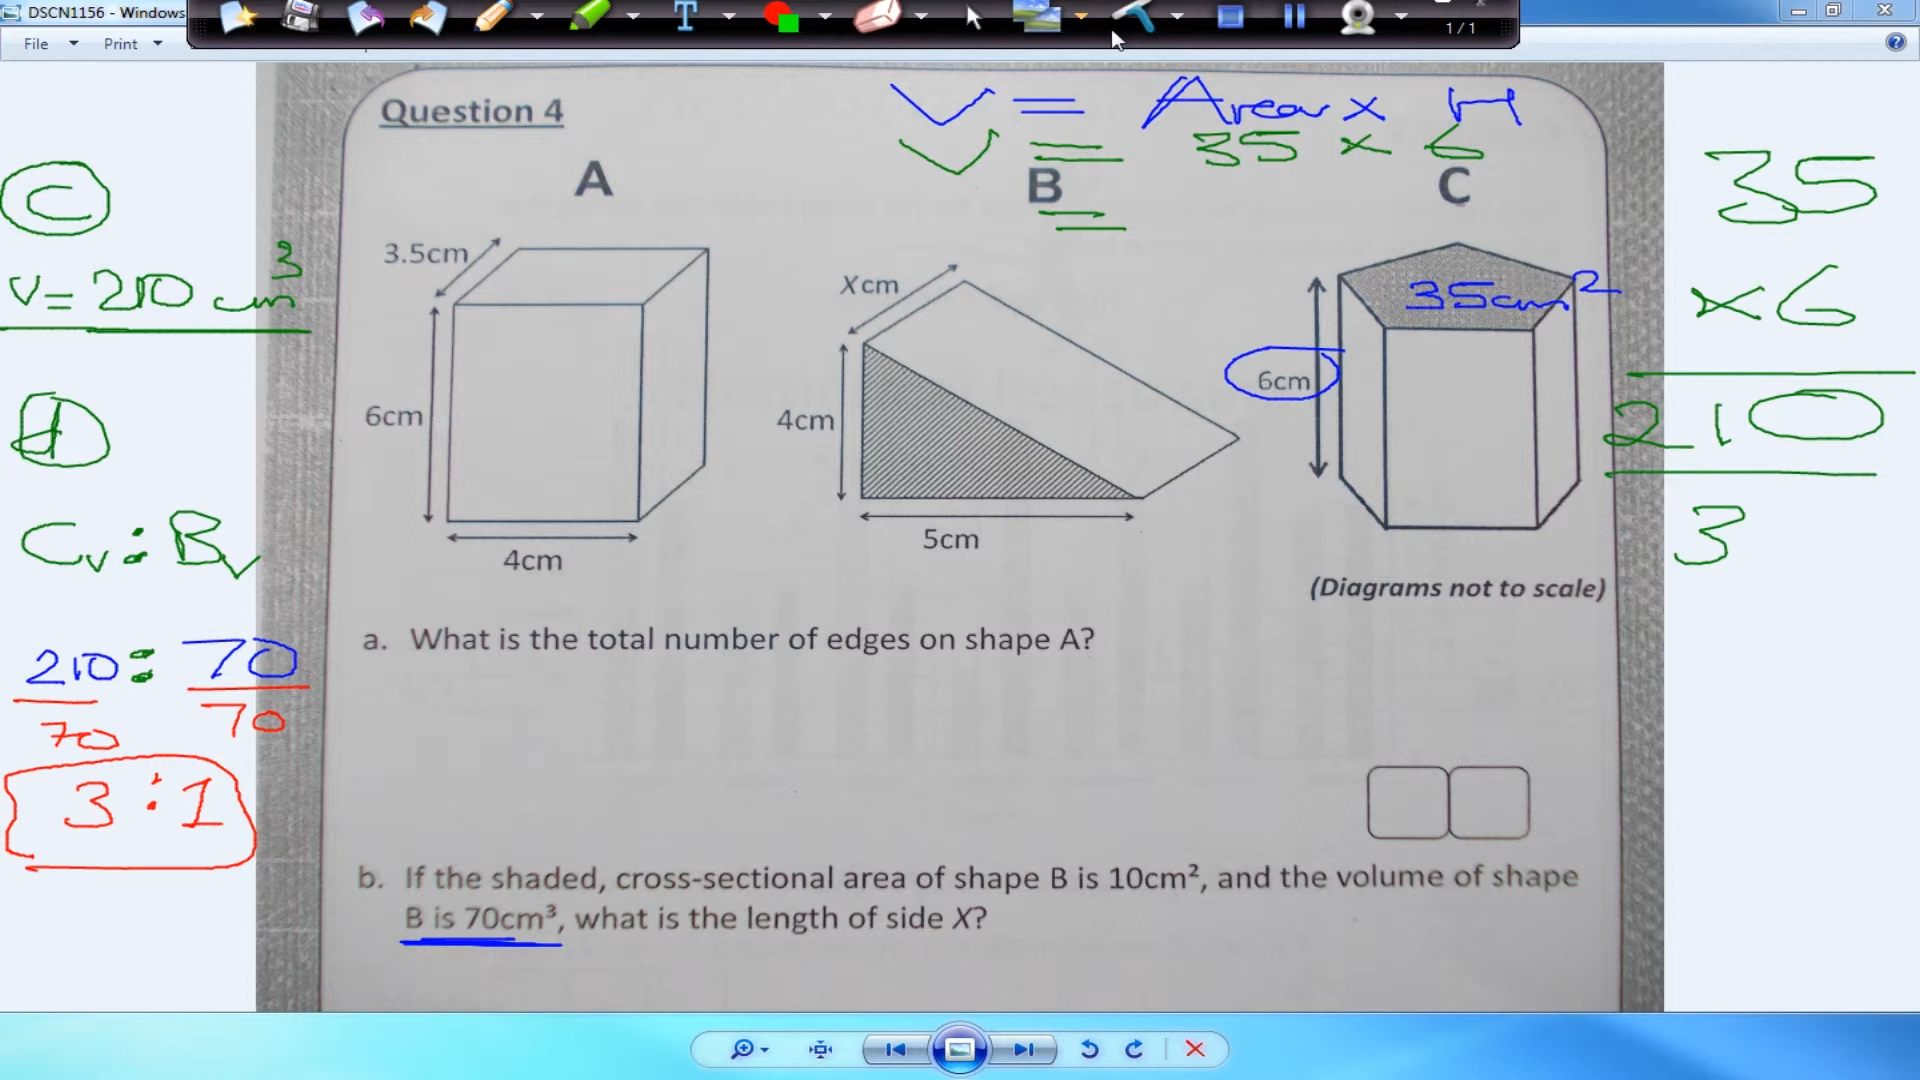 DSCN1156 - Windows
File
Print
1/1
Question 4
V = Area x H
V = 35 x 6
A
B
C
3.5cm
6cm
4cm
X cm
4cm
5cm
35cm²
6cm
(Diagrams not to scale)
a. What is the total number of edges on shape A?
b. If the shaded, cross-sectional area of shape B is 10cm², and the volume of shape
B is 70cm³, what is the length of side X?
C
V = 210 cm³
d
Cv : Bv
210 : 70
70 70
3 : 1
35
x6
210
3